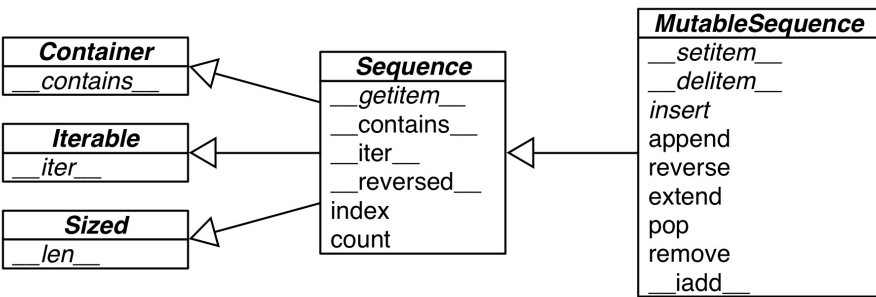 Container
__contains__
Iterable
__iter__
Sized
__len__
Sequence
__getitem__
__contains__
__iter__
__reversed__
index
count
MutableSequence
__setitem__
__delitem__
insert
append
reverse
extend
pop
remove
__iadd__